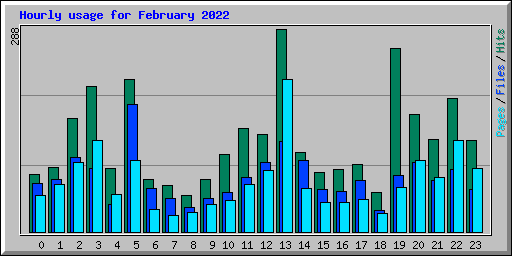 Hourly usage for February 2022
288
Pages / Files / Hits
0 1 2 3 4 5 6 7 8 9 10 11 12 13 14 15 16 17 18 19 20 21 22 23